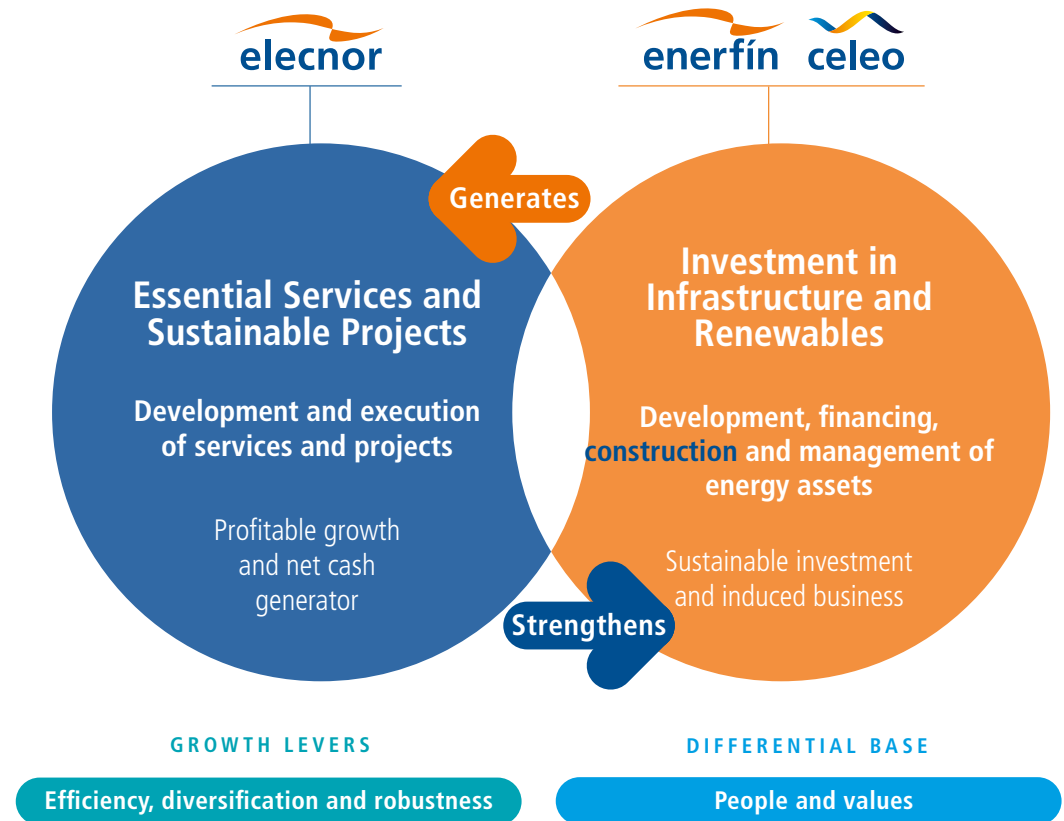 elecnor
enerfín celeo
Generates
Essential Services and
Sustainable Projects
Development and execution
of services and projects
Profitable growth
and net cash
generator
Investment in
Infrastructure and
Renewables
Development, financing,
construction and management of
energy assets
Sustainable investment
and induced business
Strengthens
GROWTH LEVERS
Efficiency, diversification and robustness
DIFFERENTIAL BASE
People and values